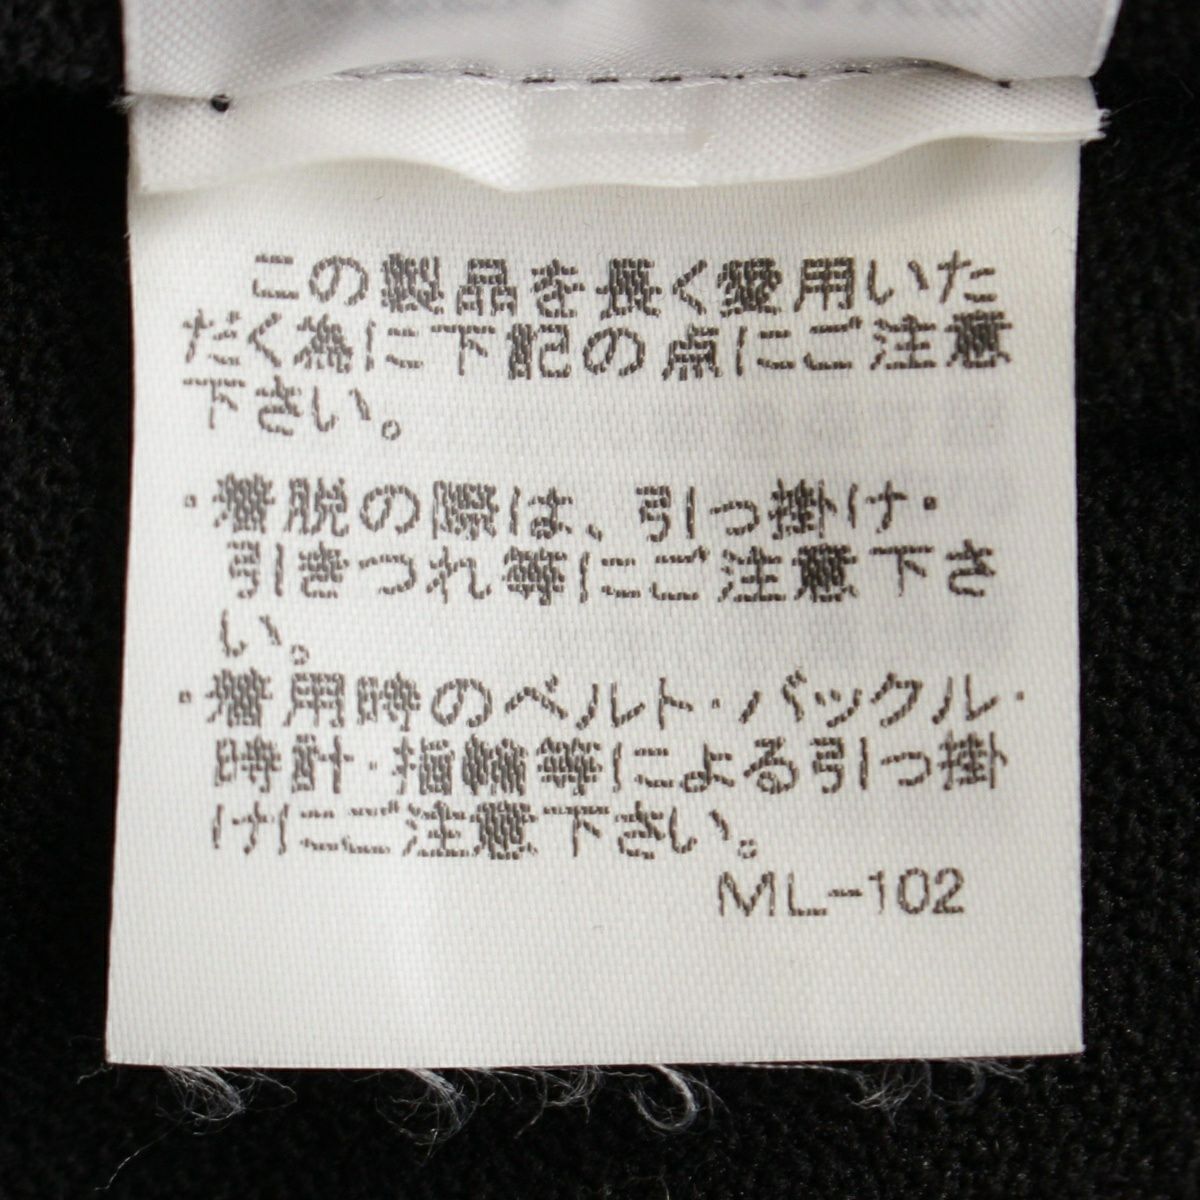 この製品を長く愛用いた
だく為に下記の点にご注意
下さい。
・着脱の際は、引っ掛け・
引きつれ等にご注意下さ
い。
・着用時のベルト・バックル・
時計・指輪等による引っ掛
けにご注意下さい。
ML-102